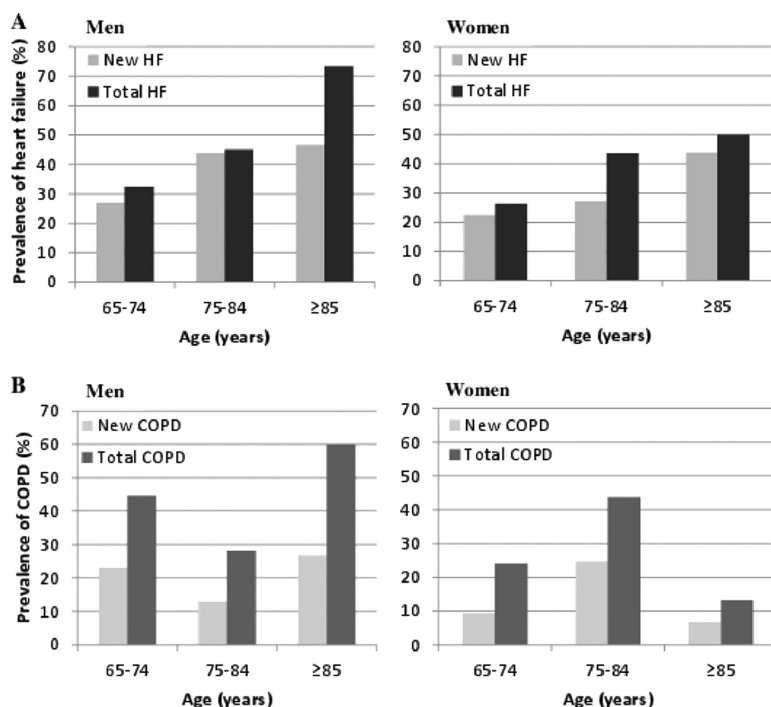 A
Men
Women
Prevalence of heart failure (%)
80
70
60
50
40
30
20
10
0
New HF
Total HF
65-74 75-84 ≥85
Age (years)
80
70
60
50
40
30
20
10
0
New HF
Total HF
65-74 75-84 ≥85
Age (years)
B
Men
Women
Prevalence of COPD (%)
70
60
50
40
30
20
10
0
New COPD
Total COPD
65-74 75-84 ≥85
Age (years)
70
60
50
40
30
20
10
0
New COPD
Total COPD
65-74 75-84 ≥85
Age (years)